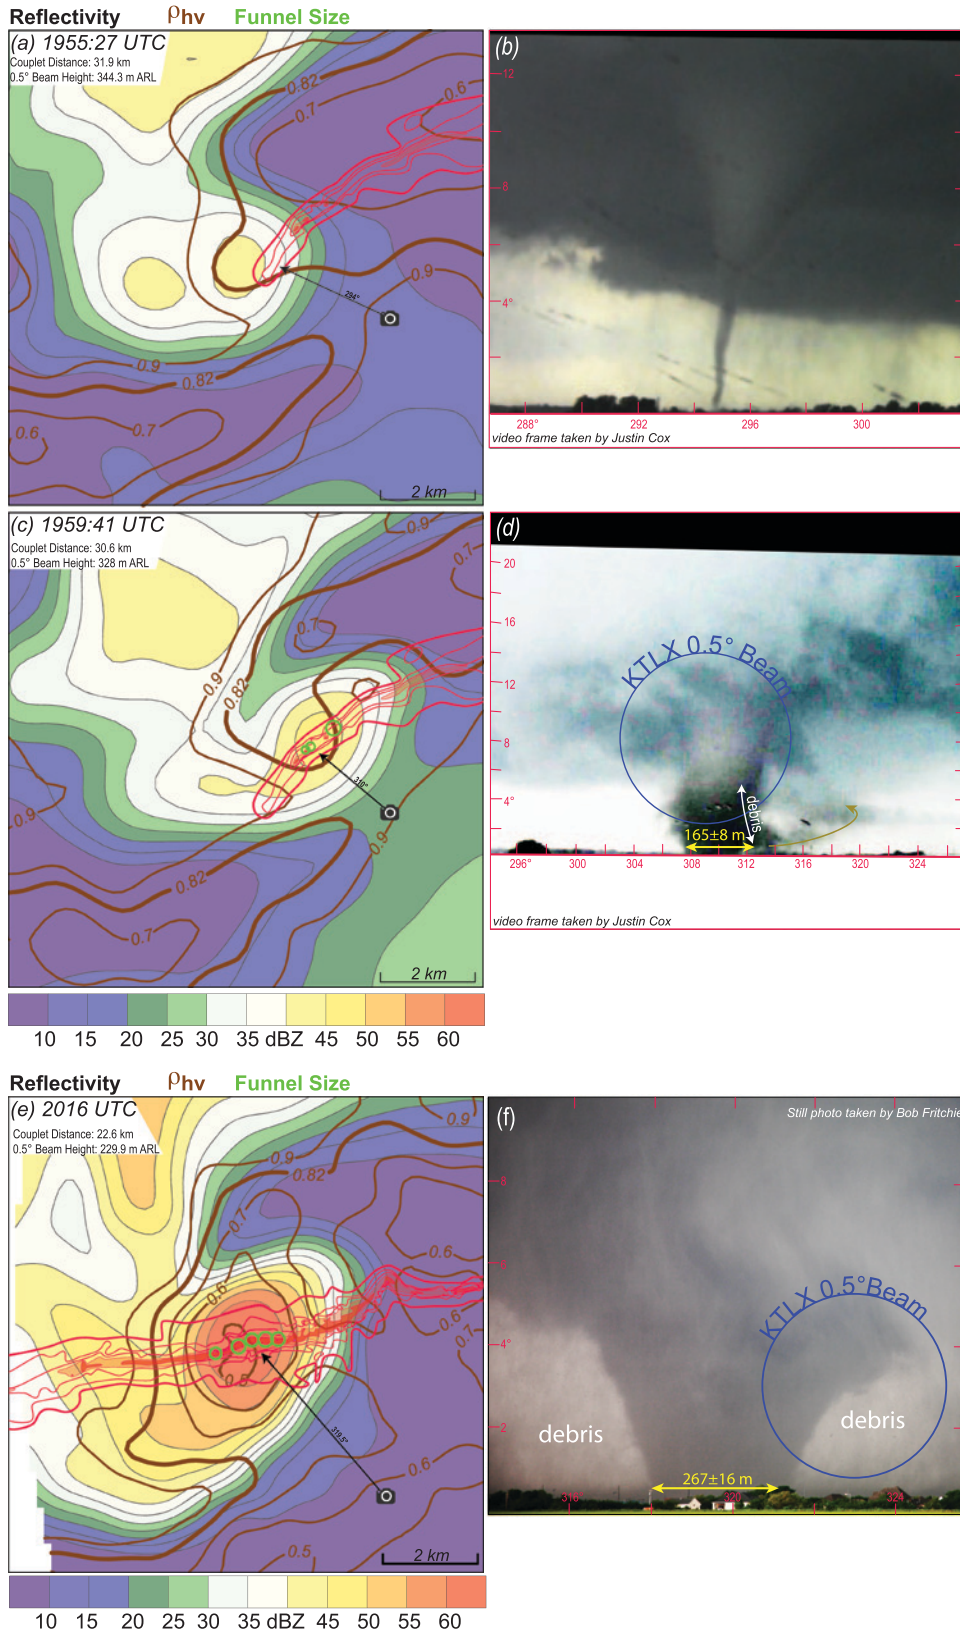 Reflectivity ρhv Funnel Size
(a) 1955:27 UTC
Couplet Distance: 31.9 km
0.5° Beam Height: 344.3 m ARL
0.82
0.7
0.6
0.9
294°
0.9
0.82
0.7
0.6
2 km
(b)
12
8
4°
288°
292
296
300
video frame taken by Justin Cox
(c) 1959:41 UTC
Couplet Distance: 30.6 km
0.5° Beam Height: 328 m ARL
0.9
0.7
0.7
0.9
0.82
310°
0.9
0.9
0.82
0.7
2 km
(d)
20
16
12
8
4°
KTLX 0.5° Beam
debris
165±8 m
296°
300
304
308
312
316
320
324
video frame taken by Justin Cox
10 15 20 25 30 35 dBZ 45 50 55 60
Reflectivity ρhv Funnel Size
(e) 2016 UTC
Couplet Distance: 22.6 km
0.5° Beam Height: 229.9 m ARL
0.9
0.9
0.82
0.7
0.6
0.6
0.6
0.7
0.5
319.5°
0.6
0.5
2 km
(f)
Still photo taken by Bob Fritchie
8
6
4°
2
KTLX 0.5° Beam
debris
debris
267±16 m
316°
320
324
10 15 20 25 30 35 dBZ 45 50 55 60